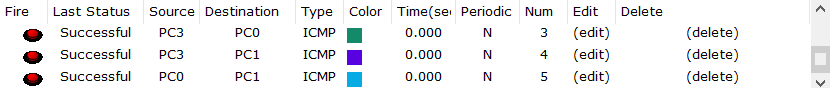 Fire Last Status Source Destination Type Color Time(sec Periodic Num Edit Delete
Successful PC3 PC0 ICMP 0.000 N 3 (edit) (delete)
Successful PC3 PC1 ICMP 0.000 N 4 (edit) (delete)
Successful PC0 PC1 ICMP 0.000 N 5 (edit) (delete)